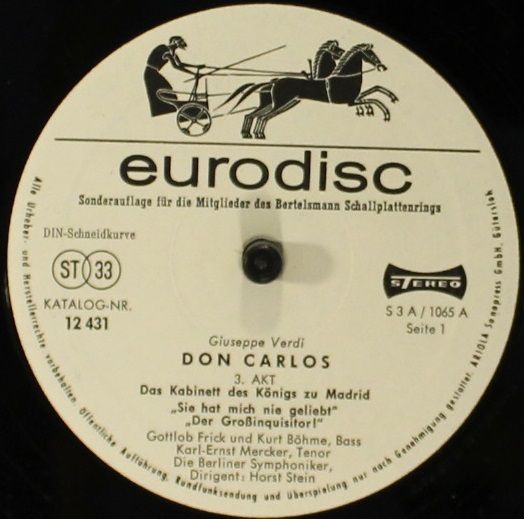 eurodisc
Sonderauflage für die Mitglieder des Bertelsmann Schallplattenrings
DIN-Schneidkurve
ST 33
KATALOG-NR.
12 431
STEREO
S 3 A / 1065 A
Seite 1
Giuseppe Verdi
DON CARLOS
3. AKT
Das Kabinett des Königs zu Madrid
„Sie hat mich nie geliebt"
„Der Großinquisitor!"
Gottlob Frick und Kurt Böhme, Bass
Karl-Ernst Mercker, Tenor
Die Berliner Symphoniker,
Dirigent: Horst Stein
Alle Urheber- und Herstellerrechte vorbehalten. Öffentliche Aufführung, Rundfunksendung und Überspielung nur nach Genehmigung gestattet. ARIOLA Sonopress GmbH. Gütersloh